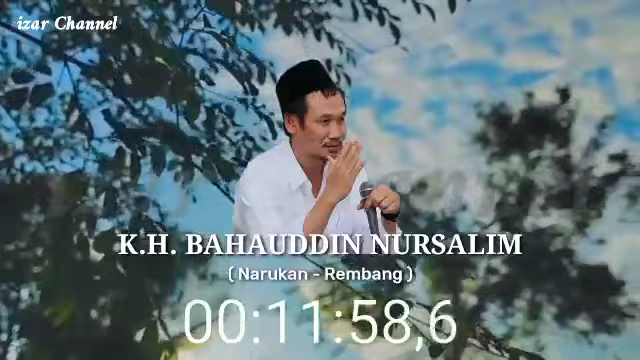 izar Channel
K.H. BAHAUDDIN NURSALIM
( Narukan - Rembang )
00:11:58,6